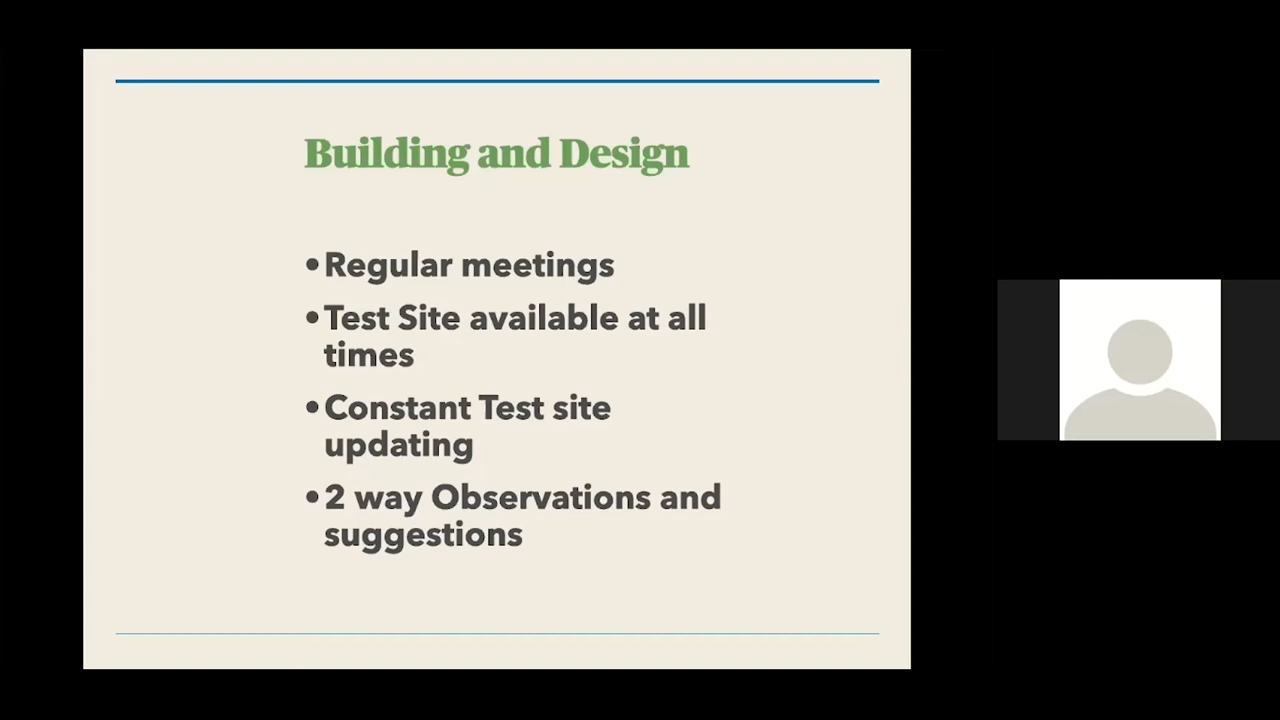 Building and Design
•Regular meetings
•Test Site available at all
times
•Constant Test site
updating
•2 way Observations and
suggestions